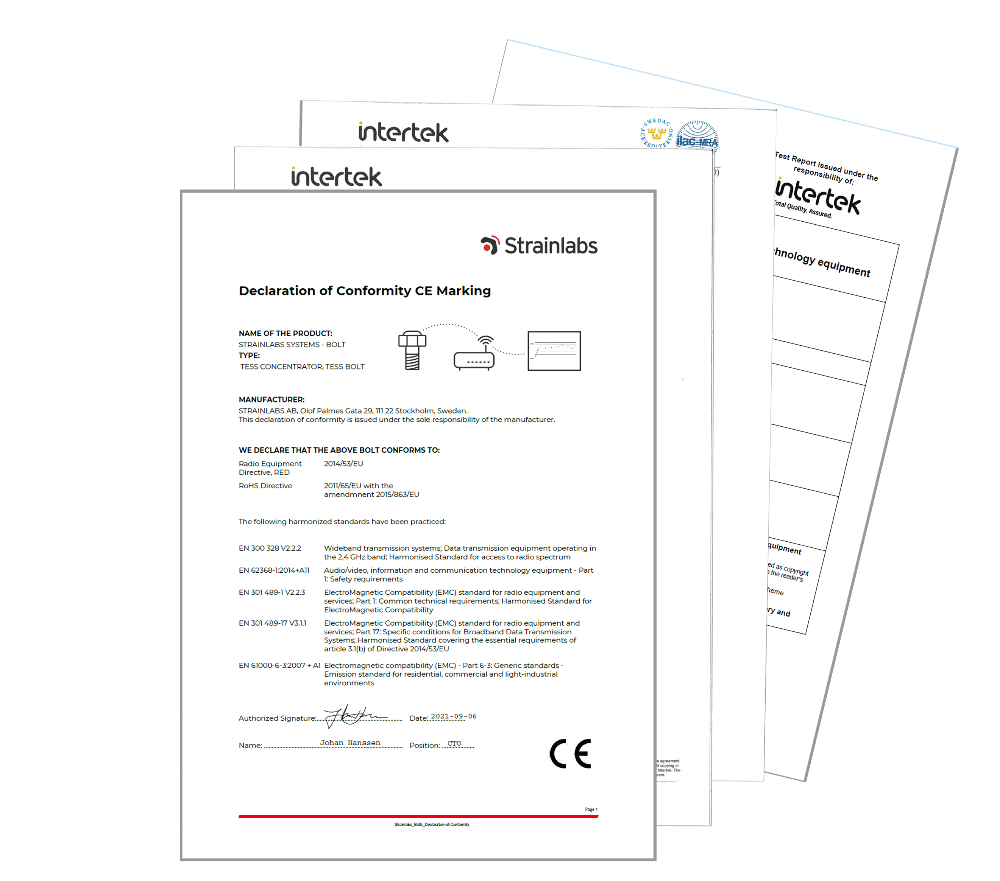 intertek
SWEDAC
ACKREDITERING
ilac-MRA
intertek
Test Report issued under the
responsibility of:
intertek
Total Quality. Assured.
chnology equipment
quipment
ed as copyright
n the reader's
heme
ry and
Strainlabs
Declaration of Conformity CE Marking
NAME OF THE PRODUCT:
STRAINLABS SYSTEMS - BOLT
TYPE:
TESS CONCENTRATOR, TESS BOLT
MANUFACTURER:
STRAINLABS AB, Olof Palmes Gata 29, 111 22 Stockholm, Sweden.
This declaration of conformity is issued under the sole responsibility of the manufacturer.
WE DECLARE THAT THE ABOVE BOLT CONFORMS TO:
Radio Equipment 2014/53/EU
Directive, RED
RoHS Directive 2011/65/EU with the
amendmnent 2015/863/EU
The following harmonized standards have been practiced:
EN 300 328 V2.2.2 Wideband transmission systems; Data transmission equipment operating in
the 2,4 GHz band; Harmonised Standard for access to radio spectrum
EN 62368-1:2014+A11 Audio/video, information and communication technology equipment - Part
1: Safety requirements
EN 301 489-1 V2.2.3 ElectroMagnetic Compatibility (EMC) standard for radio equipment and
services; Part 1: Common technical requirements; Harmonised Standard for
ElectroMagnetic Compatibility
EN 301 489-17 V3.1.1 ElectroMagnetic Compatibility (EMC) standard for radio equipment and
services; Part 17: Specific conditions for Broadband Data Transmission
Systems; Harmonised Standard covering the essential requirements of
article 3.1(b) of Directive 2014/53/EU
EN 61000-6-3:2007 + A1 Electromagnetic compatibility (EMC) - Part 6-3: Generic standards -
Emission standard for residential, commercial and light-industrial
environments
Authorized Signature: Date: 2021-09-06
Name: Johan Hanssen Position: CTO
CE
agreement.
copying or
Intertek. The
Page 1
Strainlabs_Bolts_Declaration-of-Conformity